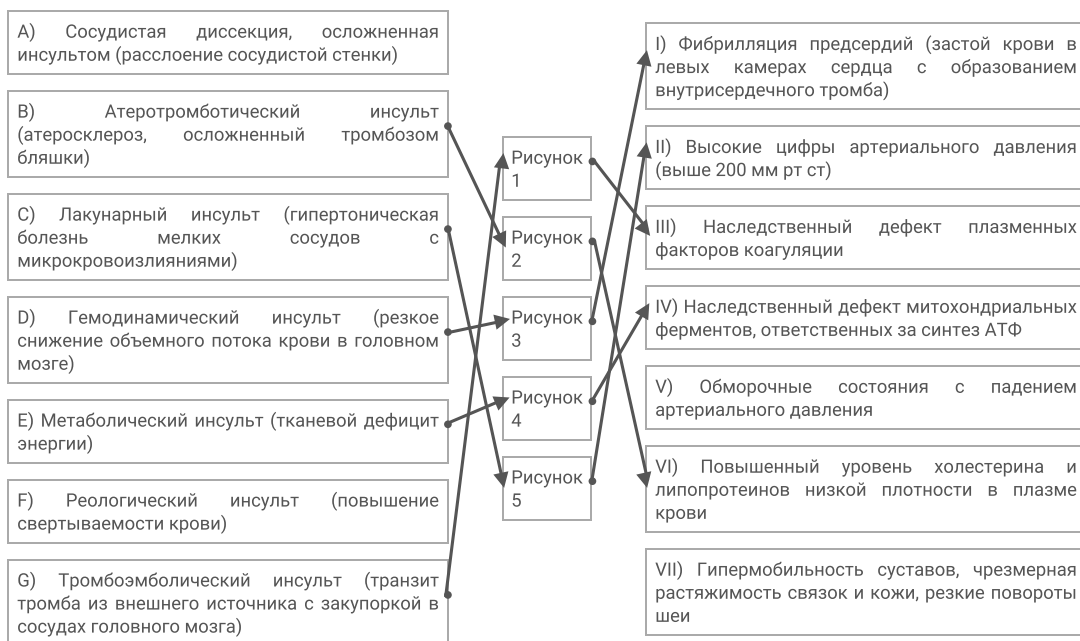 A) Сосудистая диссекция, осложненная
инсультом (расслоение сосудистой стенки)
B) Атеротромботический инсульт
(атеросклероз, осложненный тромбозом
бляшки)
C) Лакунарный инсульт (гипертоническая
болезнь мелких сосудов с
микрокровоизлияниями)
D) Гемодинамический инсульт (резкое
снижение объемного потока крови в головном
мозге)
E) Метаболический инсульт (тканевой дефицит
энергии)
F) Реологический инсульт (повышение
свертываемости крови)
G) Тромбоэмболический инсульт (транзит
тромба из внешнего источника с закупоркой в
сосудах головного мозга)
Рисунок
1
Рисунок
2
Рисунок
3
Рисунок
4
Рисунок
5
I) Фибрилляция предсердий (застой крови в
левых камерах сердца с образованием
внутрисердечного тромба)
II) Высокие цифры артериального давления
(выше 200 мм рт ст)
III) Наследственный дефект плазменных
факторов коагуляции
IV) Наследственный дефект митохондриальных
ферментов, ответственных за синтез АТФ
V) Обморочные состояния с падением
артериального давления
VI) Повышенный уровень холестерина и
липопротеинов низкой плотности в плазме
крови
VII) Гипермобильность суставов, чрезмерная
растяжимость связок и кожи, резкие повороты
шеи